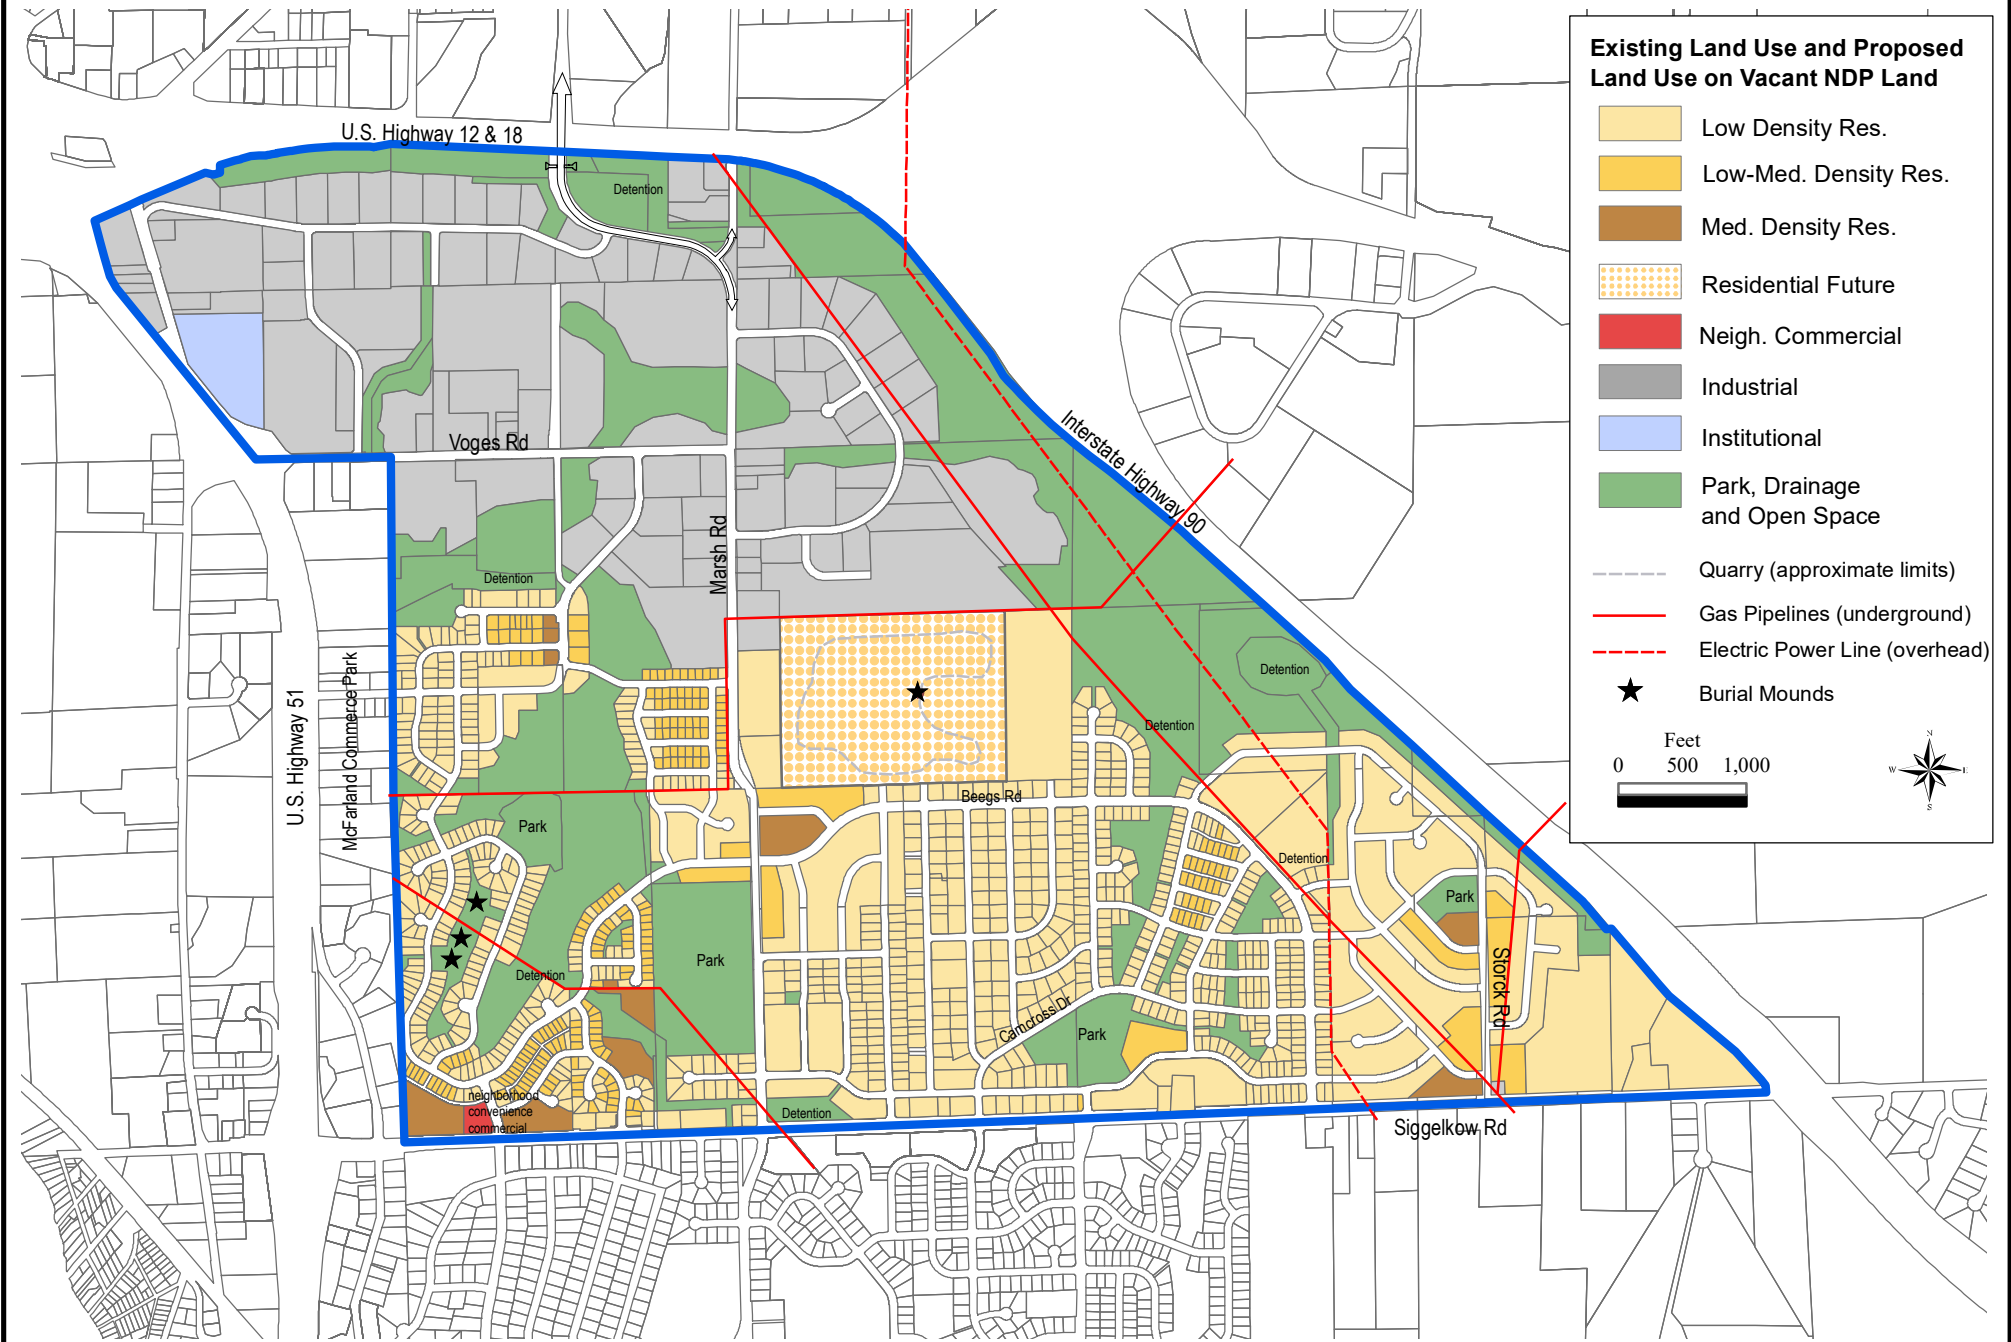 Existing Land Use and Proposed
Land Use on Vacant NDP Land
Low Density Res.
Low-Med. Density Res.
Med. Density Res.
Residential Future
Neigh. Commercial
Industrial
Institutional
Park, Drainage
and Open Space
Quarry (approximate limits)
Gas Pipelines (underground)
Electric Power Line (overhead)
Burial Mounds
Feet
0 500 1,000
N
W E
S
U.S. Highway 12 & 18
Detention
Interstate Highway 90
Voges Rd
Marsh Rd
Detention
U.S. Highway 51
McFarland Commerce Park
Detention
Detention
Beegs Rd
Park
Detention
Park
Park
Detention
Storck Rd
Camcross Dr
Park
neighborhood
convenience
commercial
Detention
Siggelkow Rd